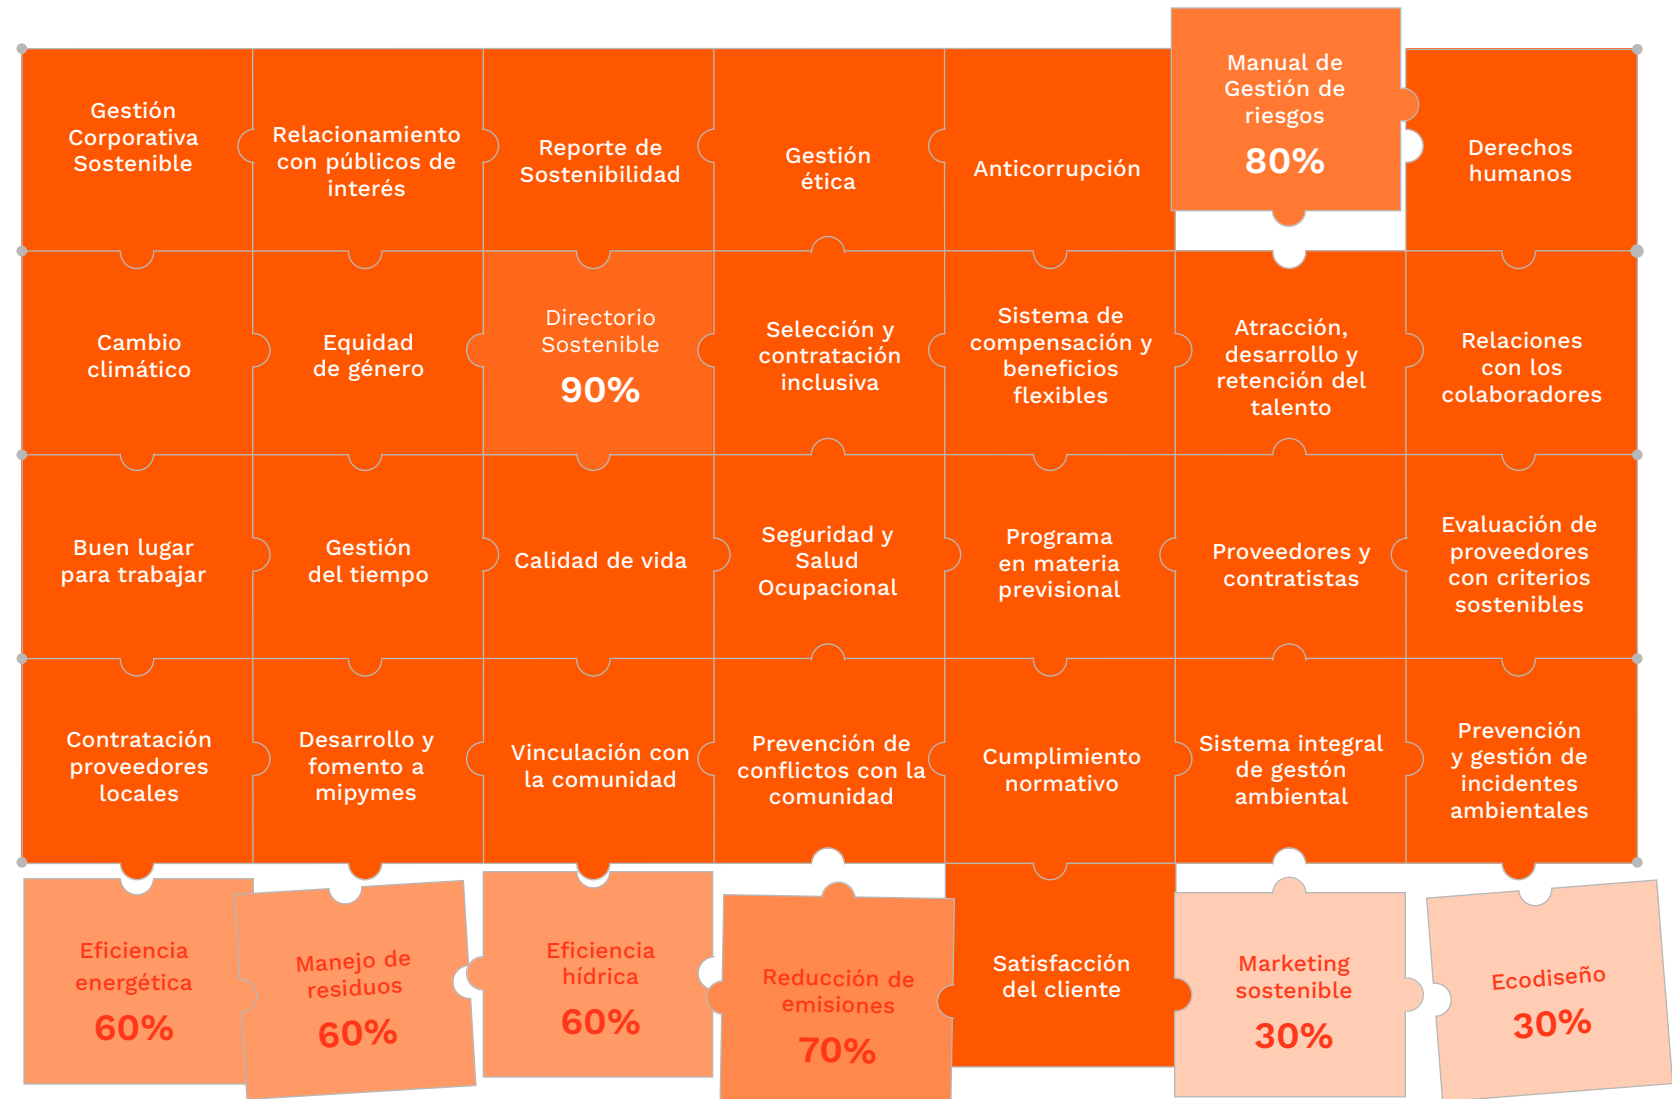 Gestión
Corporativa
Sostenible
Relacionamiento
con públicos de
interés
Reporte de
Sostenibilidad
Gestión
ética
Anticorrupción
Manual de
Gestión de
riesgos
80%
Derechos
humanos
Cambio
climático
Equidad
de género
Directorio
Sostenible
90%
Selección y
contratación
inclusiva
Sistema de
compensación y
beneficios
flexibles
Atracción,
desarrollo y
retención del
talento
Relaciones
con los
colaboradores
Buen lugar
para trabajar
Gestión
del tiempo
Calidad de vida
Seguridad y
Salud
Ocupacional
Programa
en materia
previsional
Proveedores y
contratistas
Evaluación de
proveedores
con criterios
sostenibles
Contratación
proveedores
locales
Desarrollo y
fomento a
mipymes
Vinculación con
la comunidad
Prevención de
conflictos con la
comunidad
Cumplimiento
normativo
Sistema integral
de gestón
ambiental
Prevención
y gestión de
incidentes
ambientales
Eficiencia
energética
60%
Manejo de
residuos
60%
Eficiencia
hídrica
60%
Reducción de
emisiones
70%
Satisfacción
del cliente
Marketing
sostenible
30%
Ecodiseño
30%